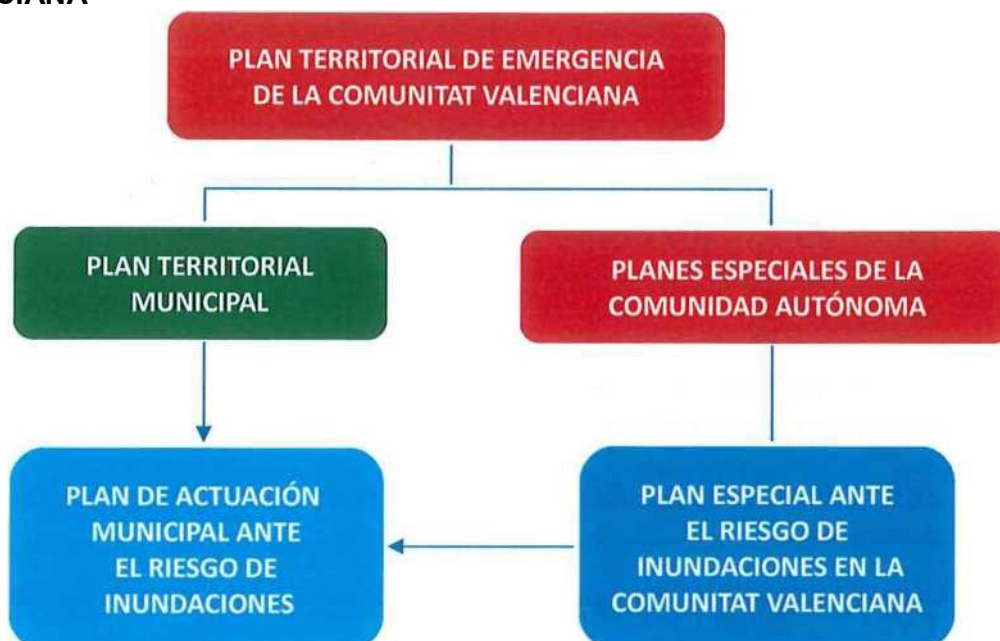 PLAN TERRITORIAL DE EMERGENCIA
DE LA COMUNITAT VALENCIANA
PLAN TERRITORIAL
MUNICIPAL
PLANES ESPECIALES DE LA
COMUNIDAD AUTÓNOMA
PLAN DE ACTUACIÓN
MUNICIPAL ANTE
EL RIESGO DE
INUNDACIONES
PLAN ESPECIAL ANTE
EL RIESGO DE
INUNDACIONES EN LA
COMUNITAT VALENCIANA